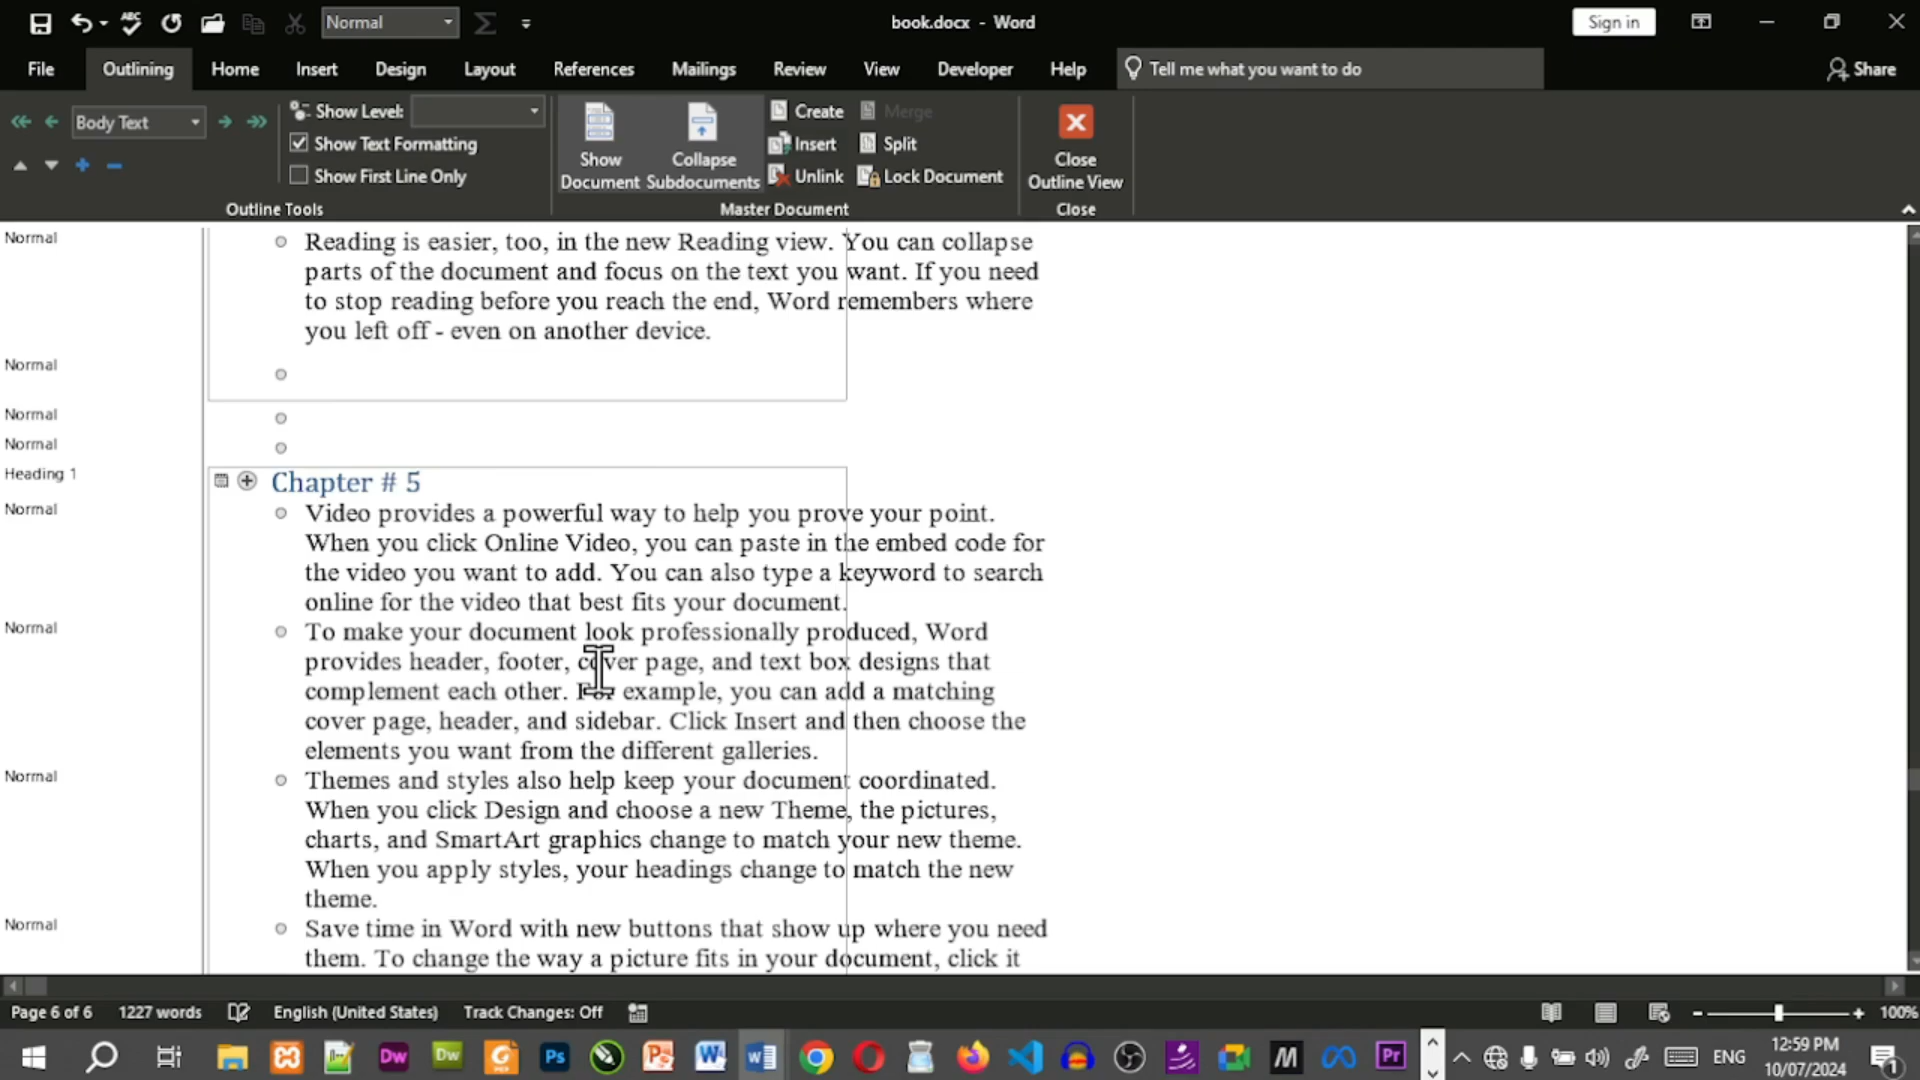 Normal
book.docx - Word
Sign in
File Outlining Home Insert Design Layout References Mailings Review View Developer Help Tell me what you want to do Share
Body Text
Show Level:
Show Text Formatting
Show First Line Only
Outline Tools
Show Document
Collapse Subdocuments
Create
Insert
Unlink
Merge
Split
Lock Document
Master Document
Close Outline View
Close
Normal
Reading is easier, too, in the new Reading view. You can collapse
parts of the document and focus on the text you want. If you need
to stop reading before you reach the end, Word remembers where
you left off - even on another device.
Normal
Normal
Normal
Heading 1
Chapter # 5
Normal
Video provides a powerful way to help you prove your point.
When you click Online Video, you can paste in the embed code for
the video you want to add. You can also type a keyword to search
online for the video that best fits your document.
Normal
To make your document look professionally produced, Word
provides header, footer, cover page, and text box designs that
complement each other. For example, you can add a matching
cover page, header, and sidebar. Click Insert and then choose the
elements you want from the different galleries.
Normal
Themes and styles also help keep your document coordinated.
When you click Design and choose a new Theme, the pictures,
charts, and SmartArt graphics change to match your new theme.
When you apply styles, your headings change to match the new
theme.
Normal
Save time in Word with new buttons that show up where you need
them. To change the way a picture fits in your document, click it
Page 6 of 6 1227 words English (United States) Track Changes: Off 100%
ENG
12:59 PM
10/07/2024